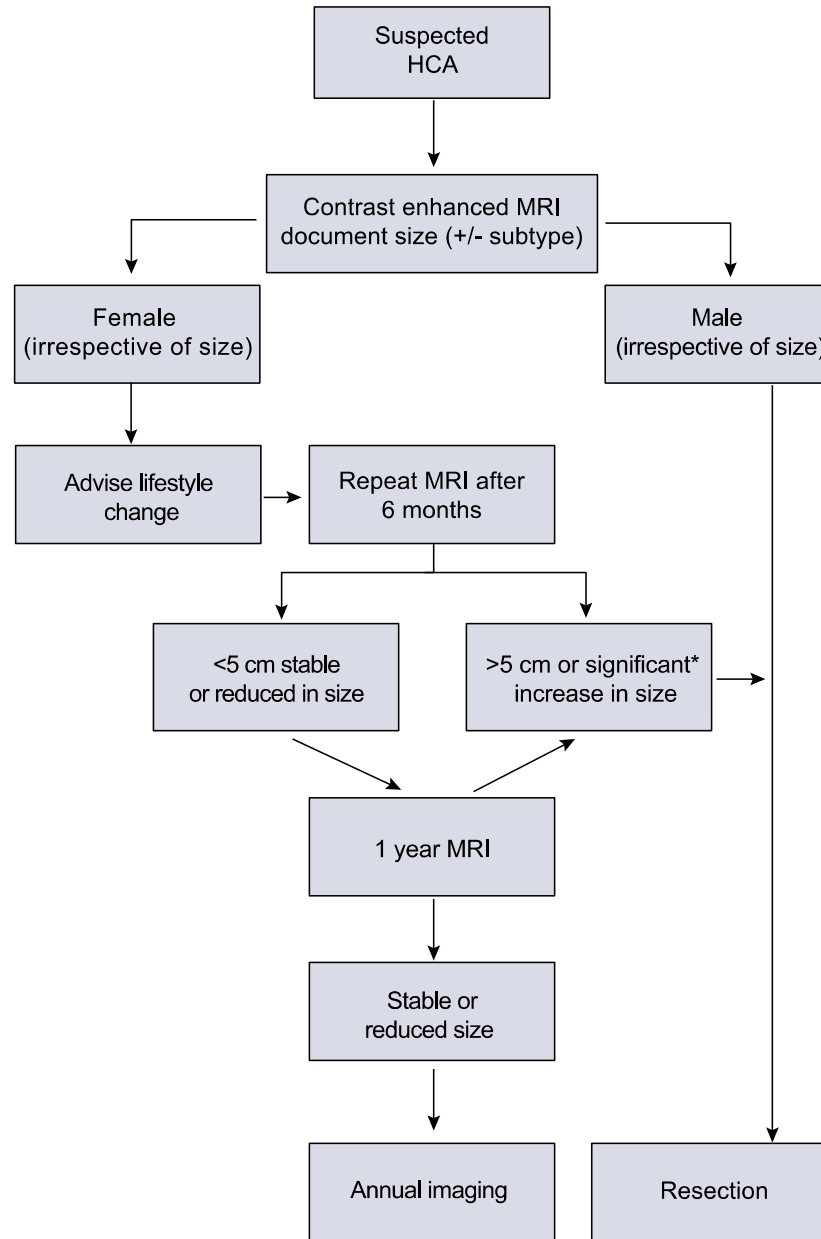 Suspected
HCA
Contrast enhanced MRI
document size (+/- subtype)
Female
(irrespective of size)
Male
(irrespective of size)
Advise lifestyle
change
Repeat MRI after
6 months
<5 cm stable
or reduced in size
>5 cm or significant*
increase in size
1 year MRI
Stable or
reduced size
Annual imaging
Resection